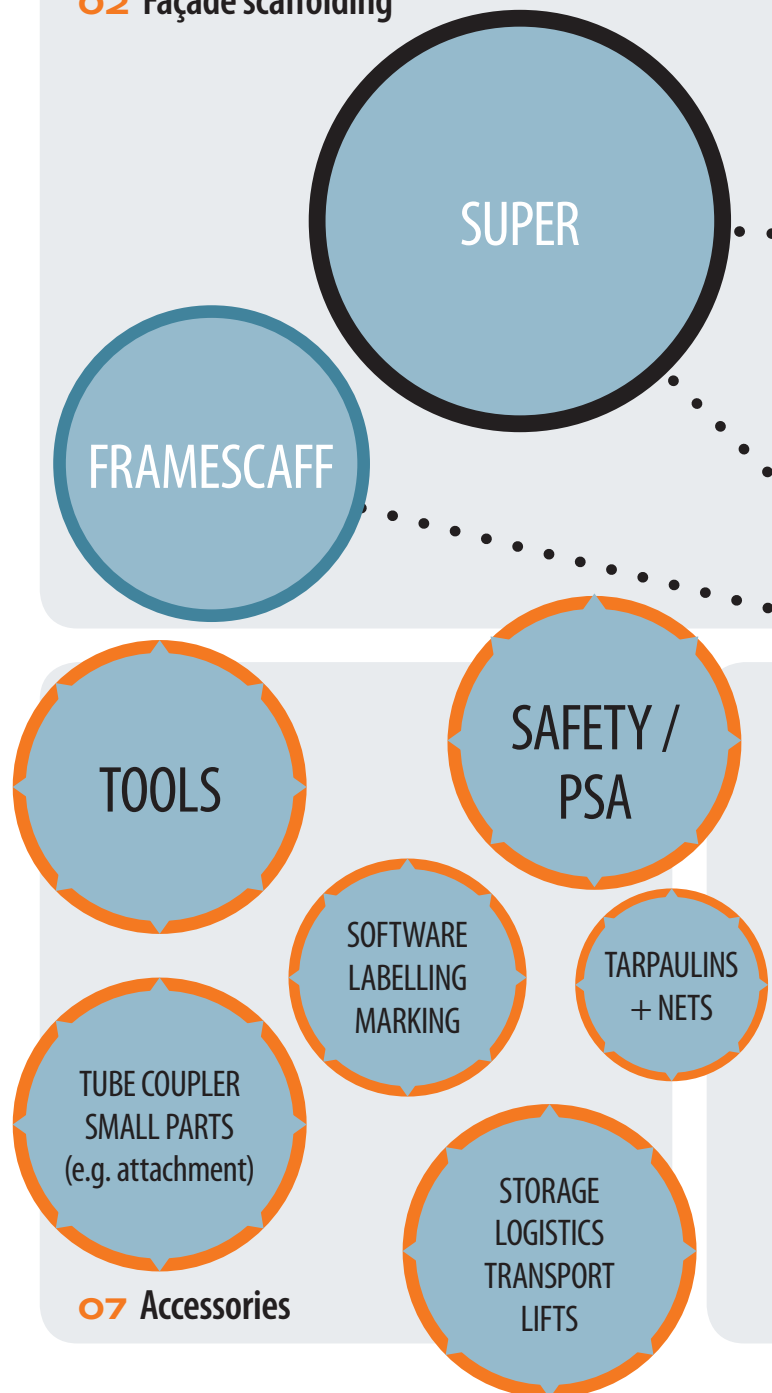 02 Façade scaffolding
SUPER
FRAMESCAFF
TOOLS
SAFETY /
PSA
SOFTWARE
LABELLING
MARKING
TARPAULINS
+ NETS
TUBE COUPLER
SMALL PARTS
(e.g. attachment)
STORAGE
LOGISTICS
TRANSPORT
LIFTS
07 Accessories